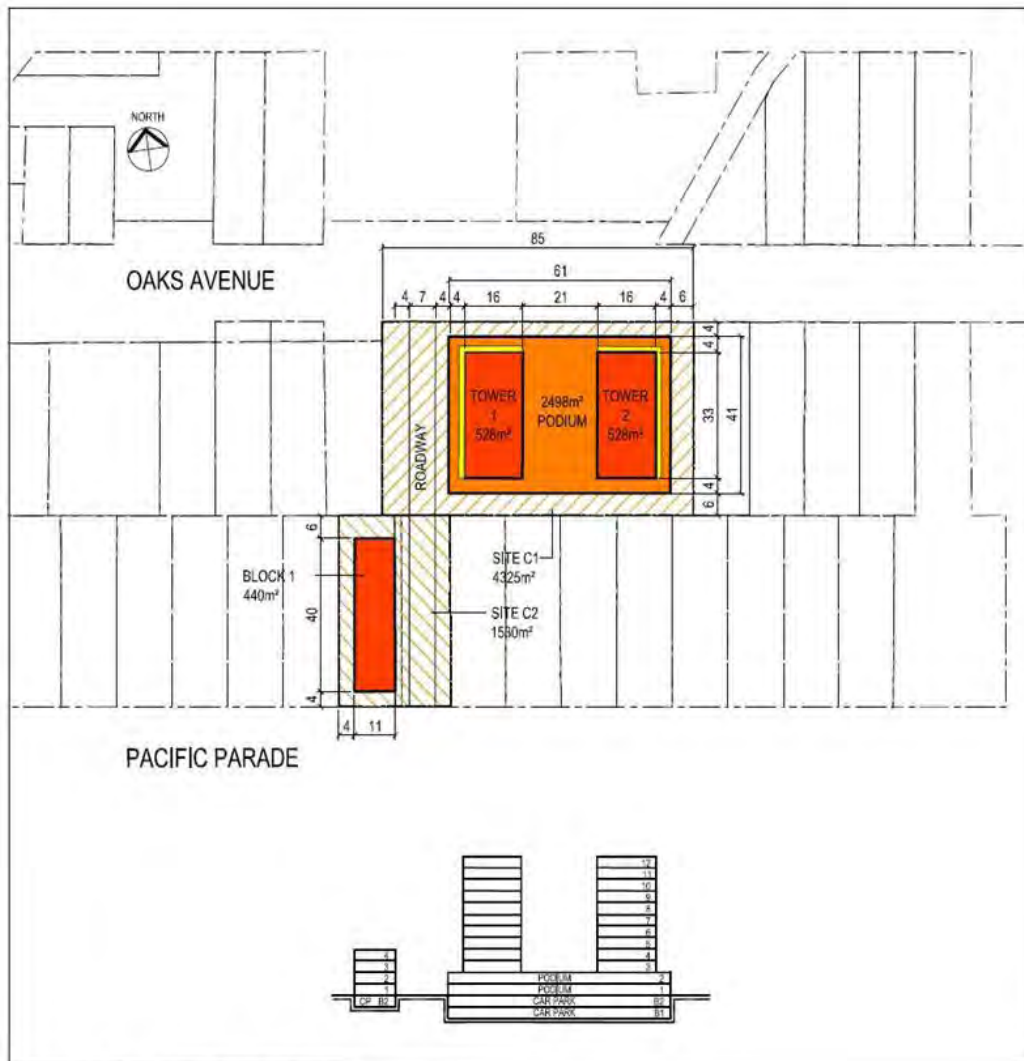 NORTH
OAKS AVENUE
85
61
4 7 4 4 16 21 16 4 6
4
4
33
41
4
6
TOWER
1
528m²
2498m²
PODIUM
TOWER
2
528m²
ROADWAY
6
40
4
BLOCK 1
440m²
SITE C1
4325m²
SITE C2
1530m²
4 11
PACIFIC PARADE
12
11
10
9
8
7
6
5
4
3
PODIUM 2
PODIUM 1
CAR PARK B2
CAR PARK B1
4
3
2
1
CP B2